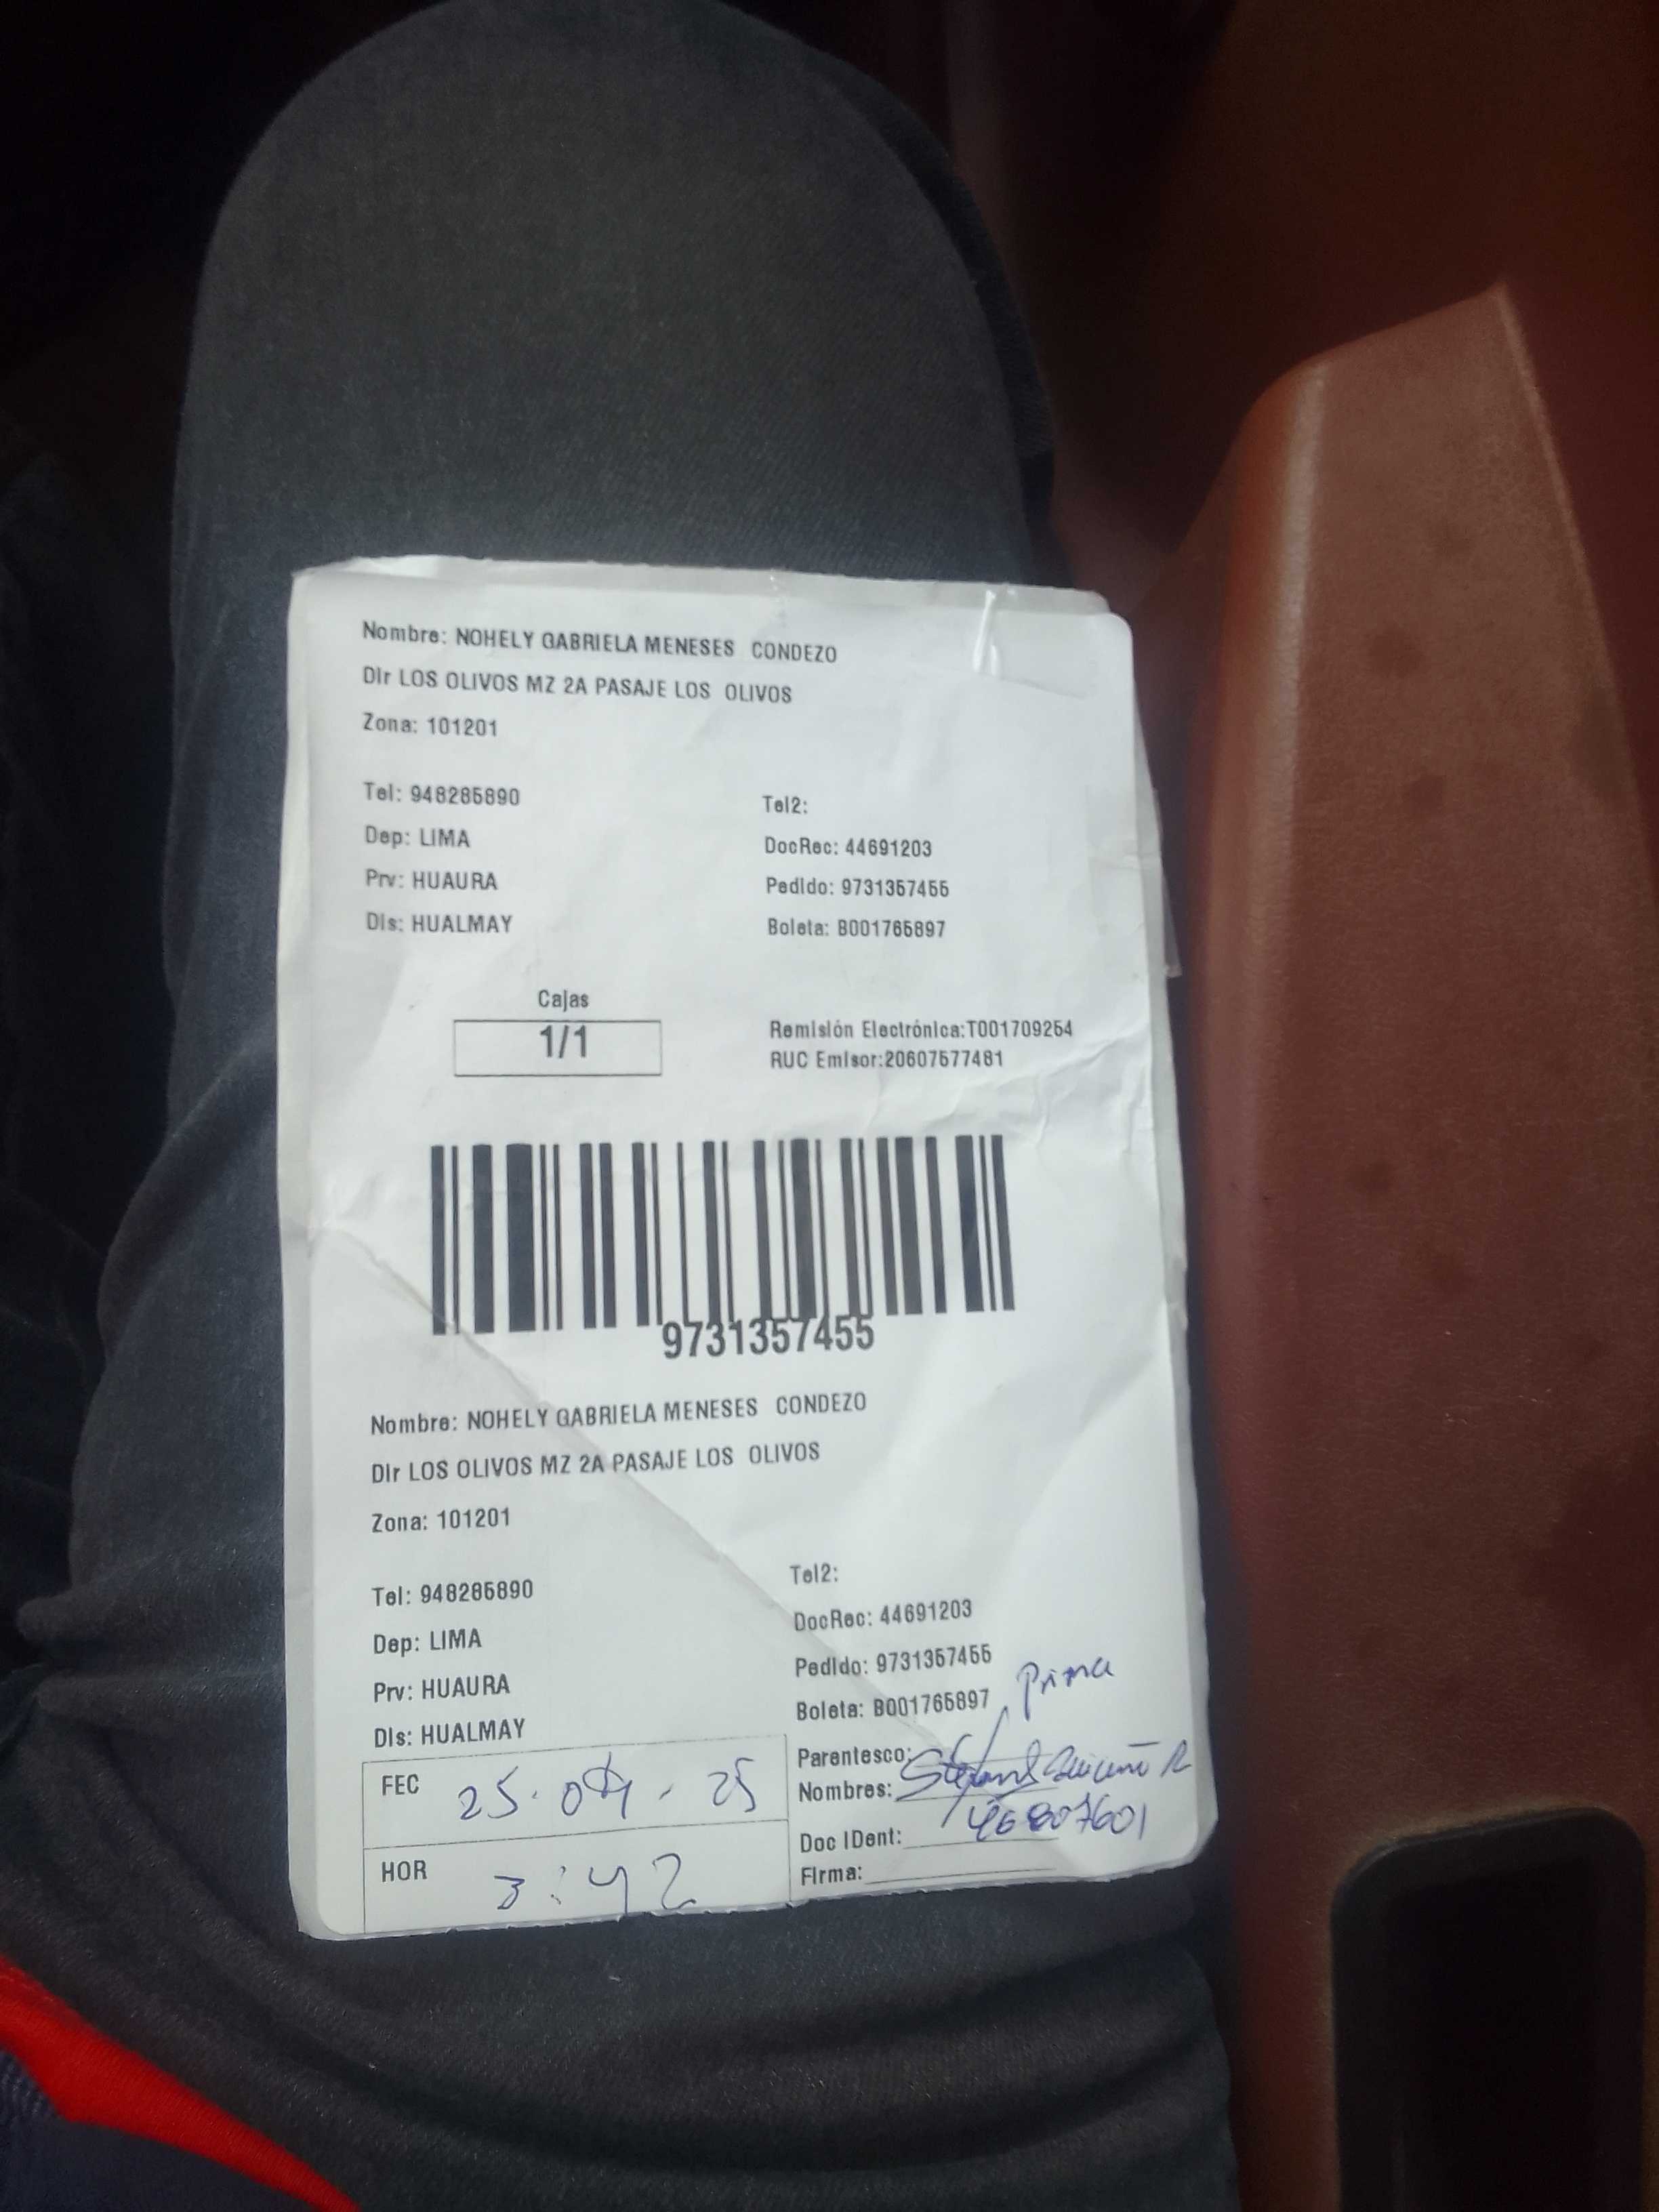 Nombre: NOHELY GABRIELA MENESES CONDEZO
Dir LOS OLIVOS MZ 2A PASAJE LOS OLIVOS
Zona: 101201
Tel: 948285890
Tel2:
Dep: LIMA
DocRec: 44691203
Prv: HUAURA
Pedido: 9731357455
Dis: HUALMAY
Boleta: B001765897
Cajas
1/1
Remisión Electrónica:T001709254
RUC Emisor:20607577481
9731357455
Nombre: NOHELY GABRIELA MENESES CONDEZO
Dir LOS OLIVOS MZ 2A PASAJE LOS OLIVOS
Zona: 101201
Tel: 948285890
Tel2:
Dep: LIMA
DocRec: 44691203
Prv: HUAURA
Pedido: 9731357455
Dis: HUALMAY
Boleta: B001765897
Parentesco: Prima
Nombres:
Doc IDent: 46807601
Firma:
FEC 25.04.25
HOR 3:42